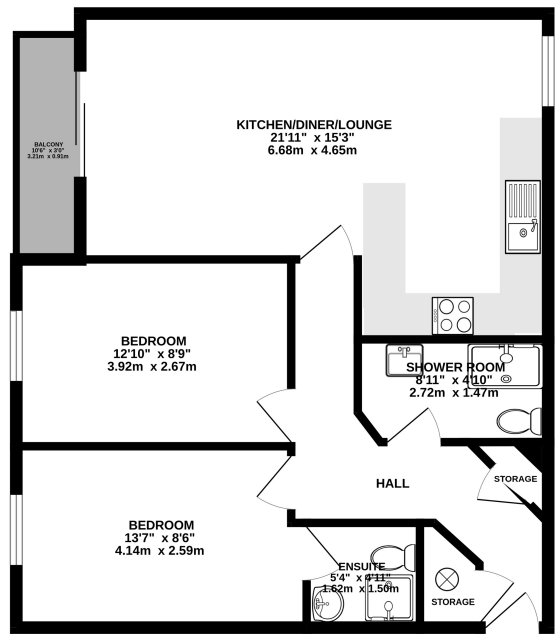 KITCHEN/DINER/LOUNGE
21'11" x 15'3"
6.68m x 4.65m
BALCONY
10'6" x 3'0"
3.21m x 0.91m
BEDROOM
12'10" x 8'9"
3.92m x 2.67m
SHOWER ROOM
8'11" x 4'10"
2.72m x 1.47m
STORAGE
HALL
BEDROOM
13'7" x 8'6"
4.14m x 2.59m
ENSUITE
5'4" x 4'11"
1.62m x 1.50m
STORAGE